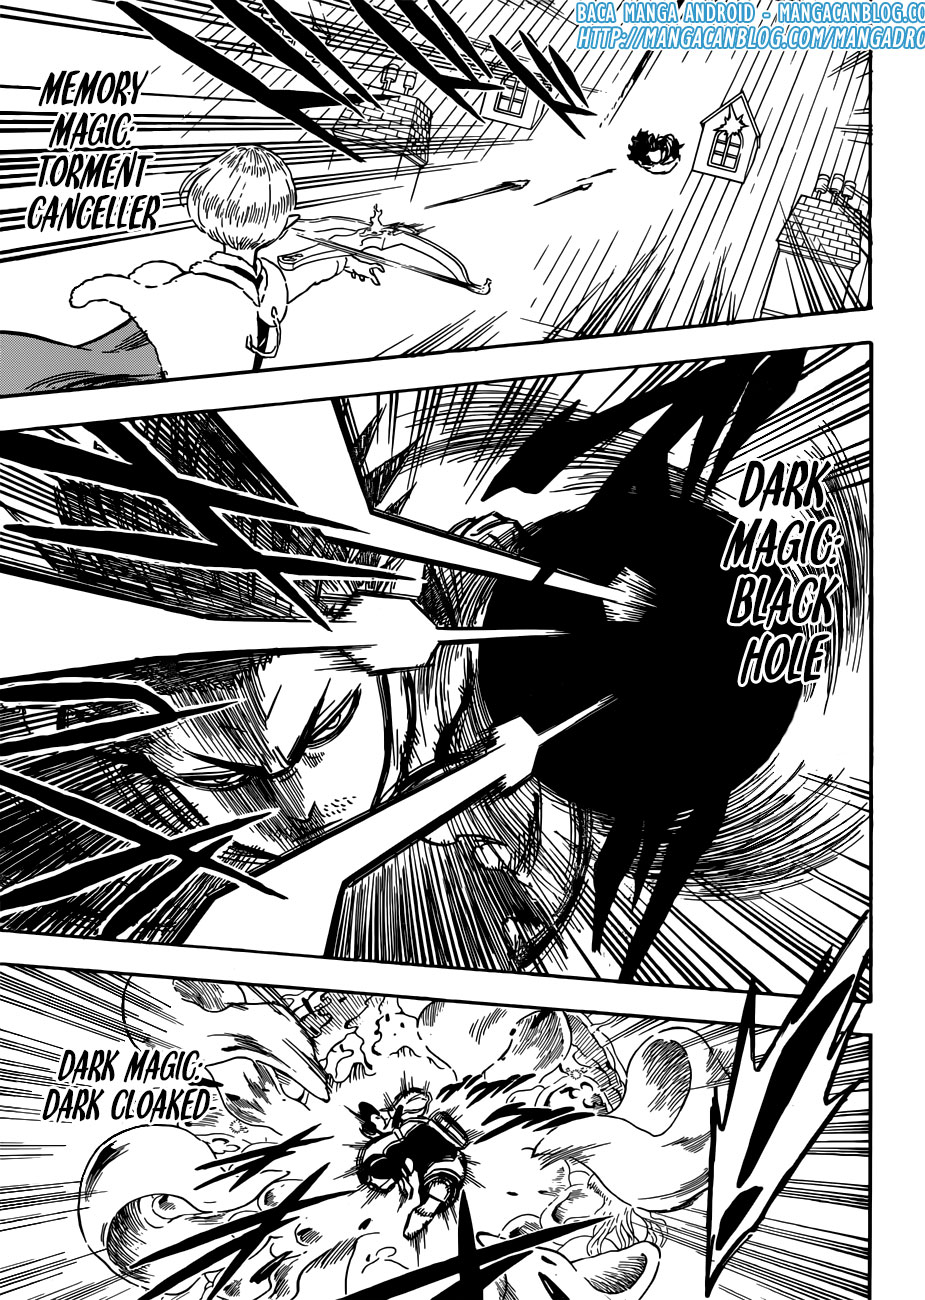 BACA MANGA ANDROID - MANGACANBLOG.CO
HTTP://MANGACANBLOG.COM/MANGADRO
MEMORY
MAGIC:
TORMENT
CANCELLER
DARK
MAGIC:
BLACK
HOLE
DARK MAGIC:
DARK CLOAKED